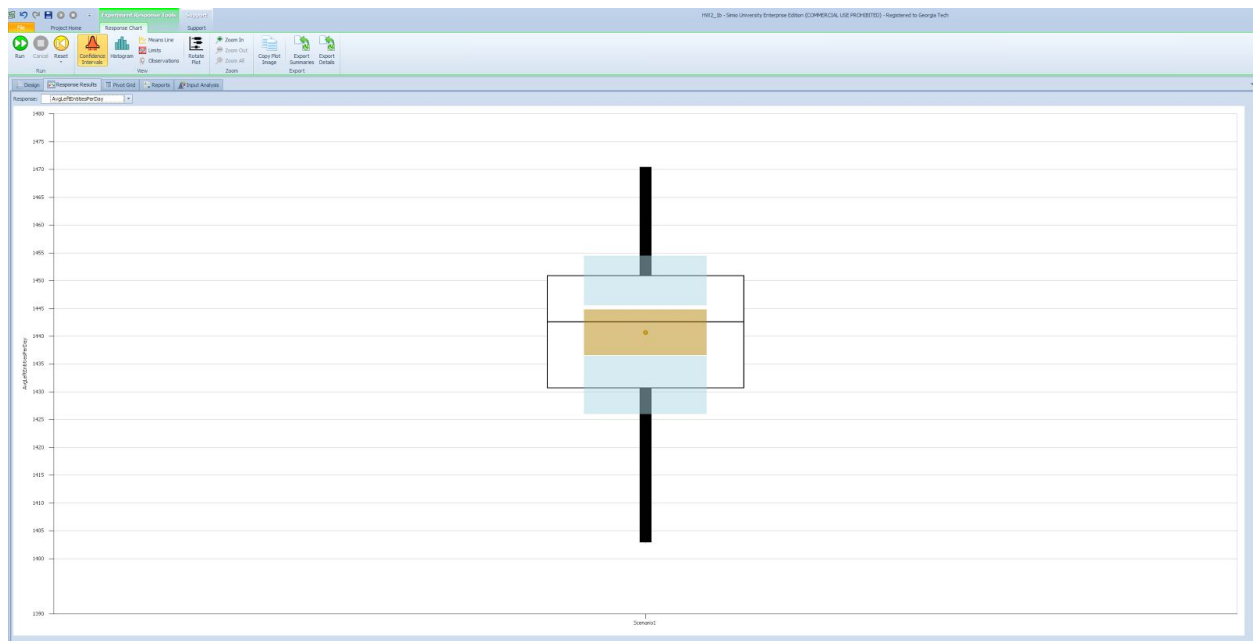 Experiment Response Tools Support
HW2_1b - Simio University Enterprise Edition (COMMERCIAL USE PROHIBITED) - Registered to Georgia Tech
File Project Home Response Chart Support
Run Cancel Reset Confidence Intervals Histogram Means Line Limits Observations Rotate Plot Zoom In Zoom Out Zoom All Copy Plot Image Export Summaries Export Details
Run View Zoom Export
Design Response Results Pivot Grid Reports Input Analysis
Response: AvgLeftEntitiesPerDay
AvgLeftEntitiesPerDay
1480
1475
1470
1465
1460
1455
1450
1445
1440
1435
1430
1425
1420
1415
1410
1405
1400
1390
Scenario1